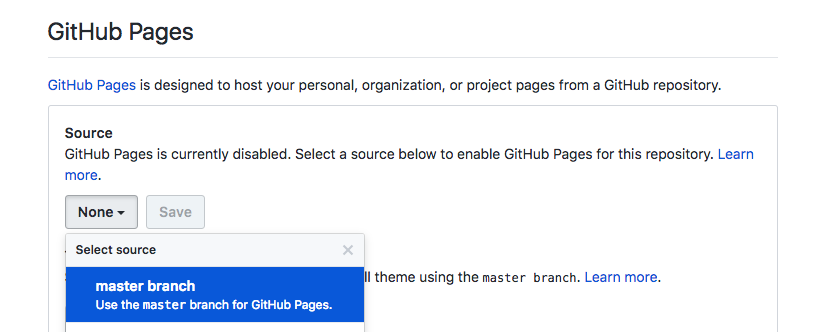 GitHub Pages
GitHub Pages is designed to host your personal, organization, or project pages from a GitHub repository.
Source
GitHub Pages is currently disabled. Select a source below to enable GitHub Pages for this repository. Learn
more.
None Save
Select source
theme using the master branch. Learn more.
master branch
Use the master branch for GitHub Pages.